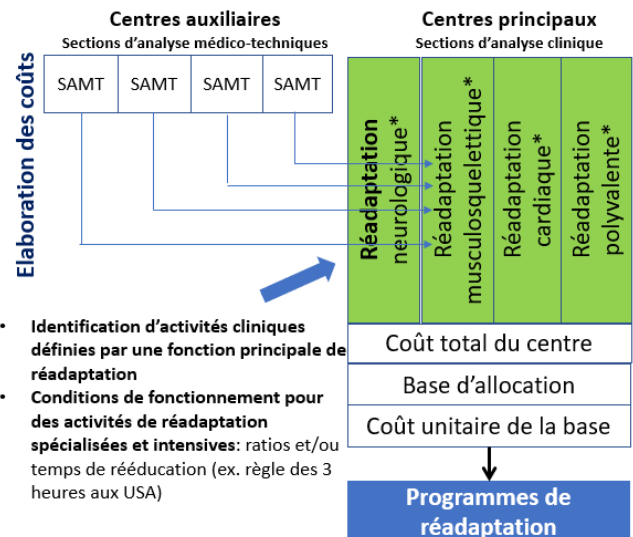 Centres auxiliaires
Sections d'analyse médico-techniques
Centres principaux
Sections d'analyse clinique
Elaboration des coûts
SAMT
SAMT
SAMT
SAMT
Réadaptation
neurologique*
Réadaptation
musculosquelettique*
Réadaptation
cardiaque*
Réadaptation
polyvalente*
• Identification d'activités cliniques
définies par une fonction principale de
réadaptation
• Conditions de fonctionnement pour
des activités de réadaptation
spécialisées et intensives: ratios et/ou
temps de rééducation (ex. règle des 3
heures aux USA)
Coût total du centre
Base d'allocation
Coût unitaire de la base
Programmes de
réadaptation